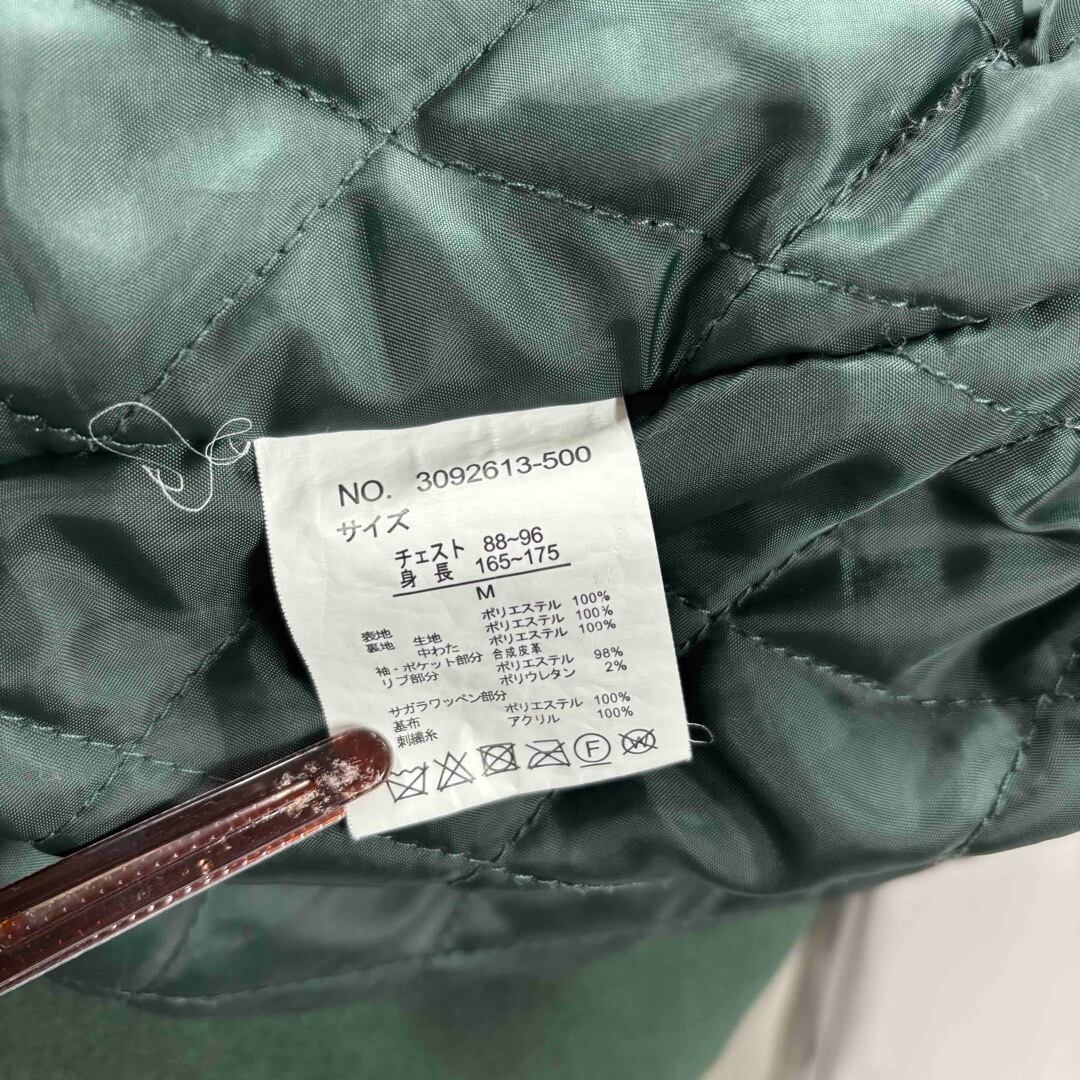 NO. 3092613-500
サイズ
チェスト 88~96
身長 165~175
M
ポリエステル 100%
表地 生地 ポリエステル 100%
裏地 中わた ポリエステル 100%
袖・ポケット部分 合成皮革
リブ部分 ポリエステル 98%
ポリウレタン 2%
サガラワッペン部分
基布 ポリエステル 100%
刺繍糸 アクリル 100%
F
W